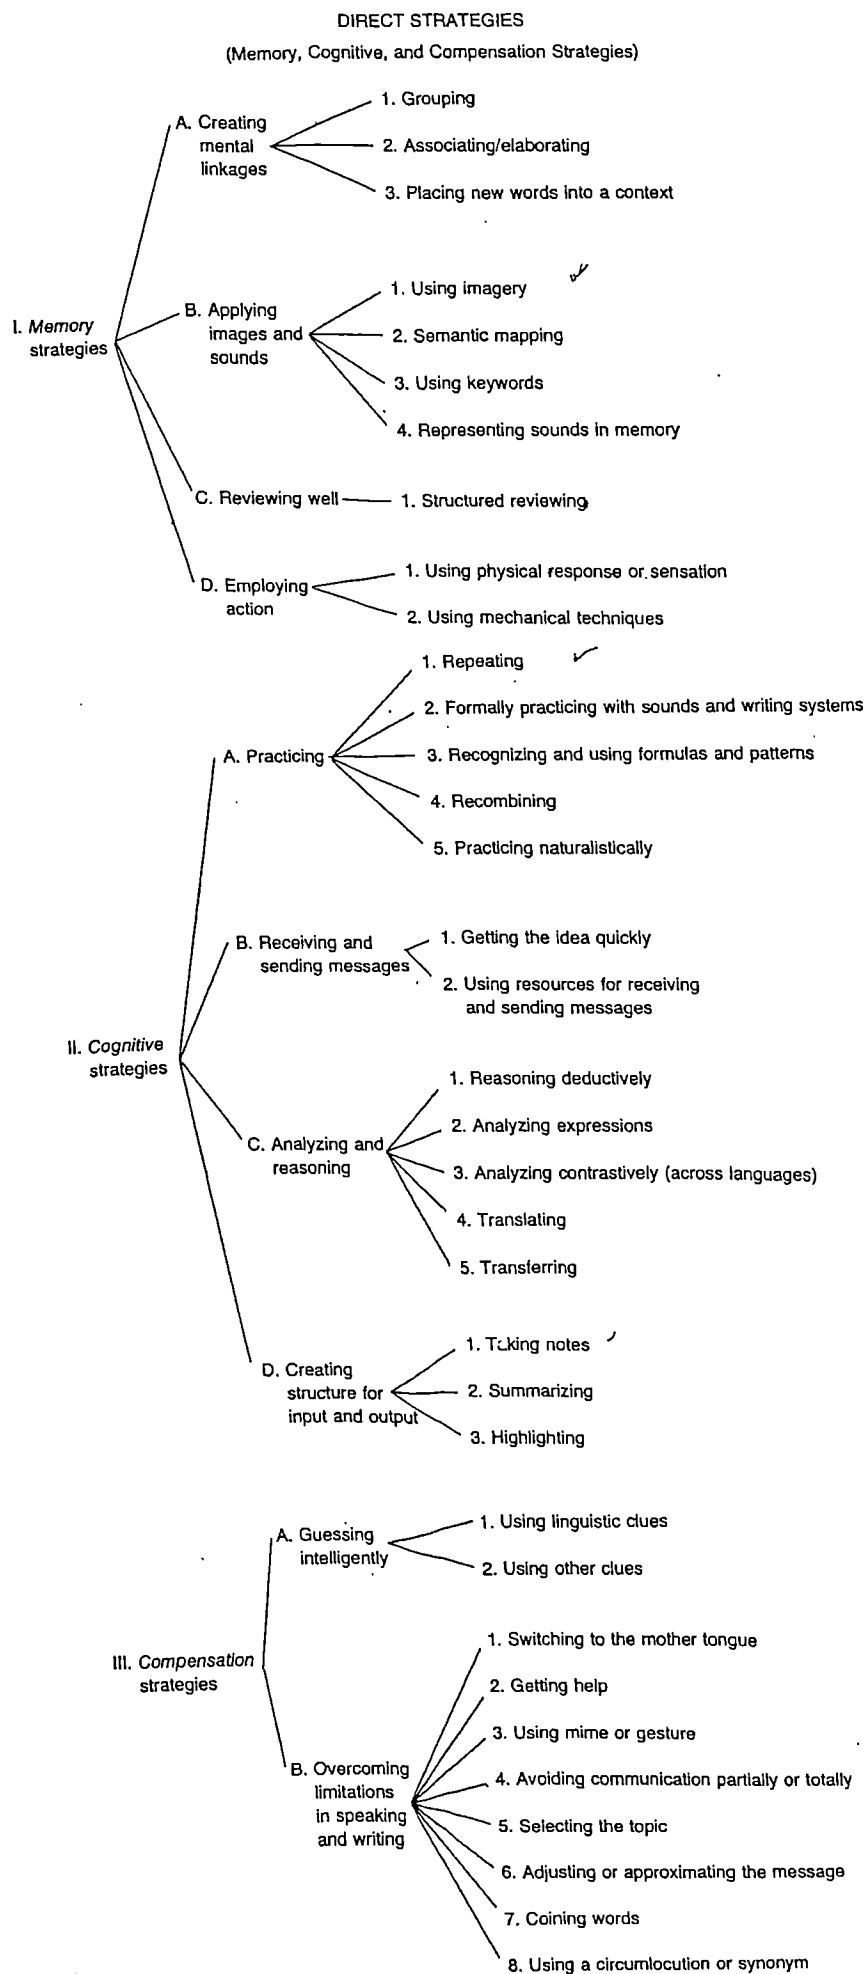 DIRECT STRATEGIES
(Memory, Cognitive, and Compensation Strategies)
I. Memory
strategies
A. Creating
mental
linkages
1. Grouping
2. Associating/elaborating
3. Placing new words into a context
B. Applying
images and
sounds
1. Using imagery
2. Semantic mapping
3. Using keywords
4. Representing sounds in memory
C. Reviewing well
1. Structured reviewing
D. Employing
action
1. Using physical response or sensation
2. Using mechanical techniques
II. Cognitive
strategies
A. Practicing
1. Repeating
2. Formally practicing with sounds and writing systems
3. Recognizing and using formulas and patterns
4. Recombining
5. Practicing naturalistically
B. Receiving and
sending messages
1. Getting the idea quickly
2. Using resources for receiving
and sending messages
C. Analyzing and
reasoning
1. Reasoning deductively
2. Analyzing expressions
3. Analyzing contrastively (across languages)
4. Translating
5. Transferring
D. Creating
structure for
input and output
1. Taking notes
2. Summarizing
3. Highlighting
III. Compensation
strategies
A. Guessing
intelligently
1. Using linguistic clues
2. Using other clues
B. Overcoming
limitations
in speaking
and writing
1. Switching to the mother tongue
2. Getting help
3. Using mime or gesture
4. Avoiding communication partially or totally
5. Selecting the topic
6. Adjusting or approximating the message
7. Coining words
8. Using a circumlocution or synonym